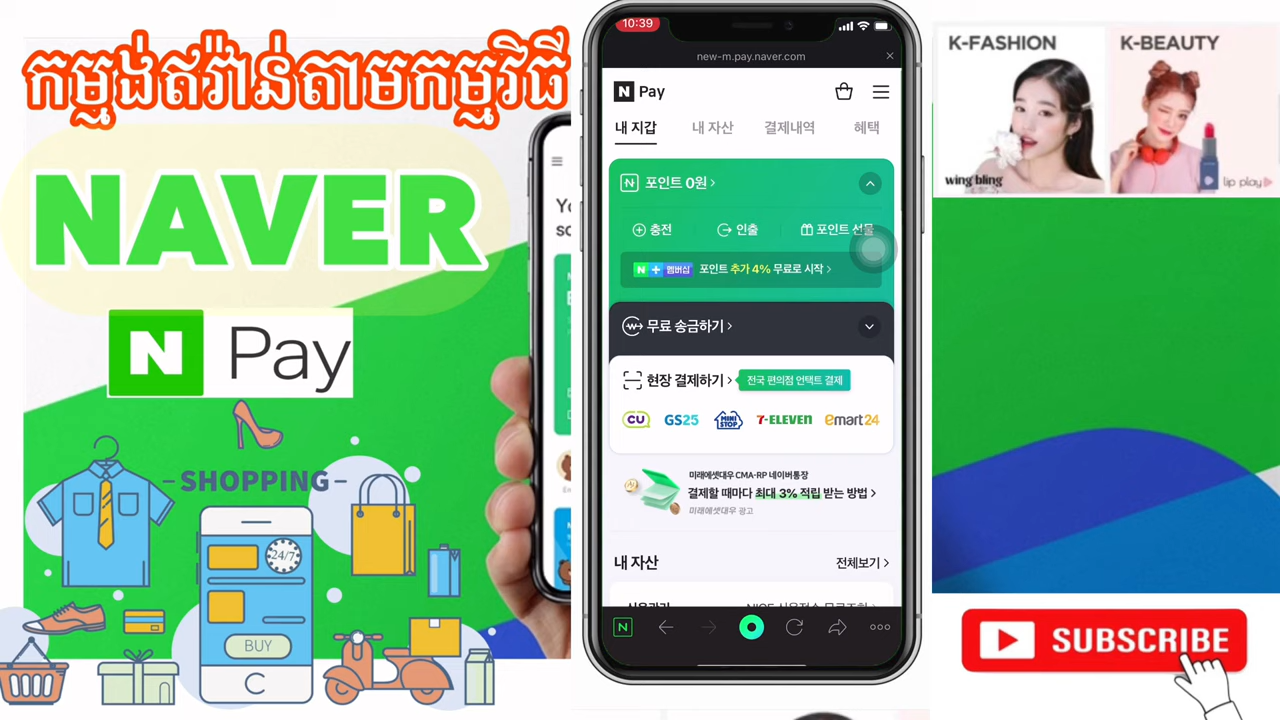 កម្មង់ឥវ៉ាន់តាមកម្មវិធី
NAVER
N Pay
SHOPPING
24/7
BUY
10:39
new-m.pay.naver.com
N Pay
내 지갑 내 자산 결제내역 혜택
포인트 0원
충전 인출 포인트 선물
N + 멤버십 포인트 추가 4% 무료로 시작
무료 송금하기
현장 결제하기 전국 편의점 언택트 결제
CU GS25 MINI STOP 7-ELEVEN emart24
미래에셋대우 CMA-RP 네이버통장
결제할 때마다 최대 3% 적립 받는 방법
미래에셋대우 광고
내 자산 전체보기
N
K-FASHION
wing bling
K-BEAUTY
lip play
SUBSCRIBE